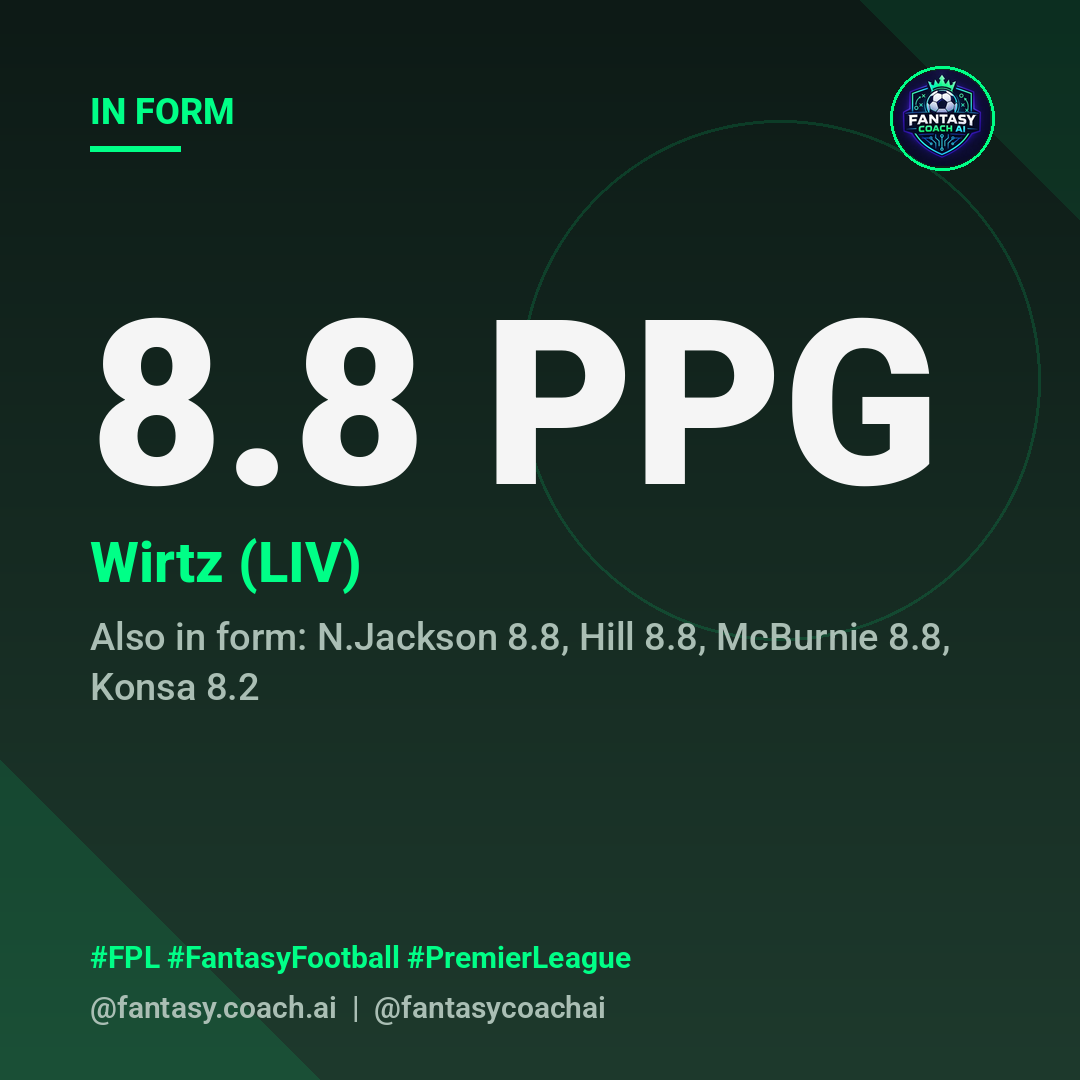 IN FORM
FANTASY
COACH AI
8.8 PPG
Wirtz (LIV)
Also in form: N.Jackson 8.8, Hill 8.8, McBurnie 8.8,
Konsa 8.2
#FPL #FantasyFootball #PremierLeague
@fantasy.coach.ai | @fantasycoachai